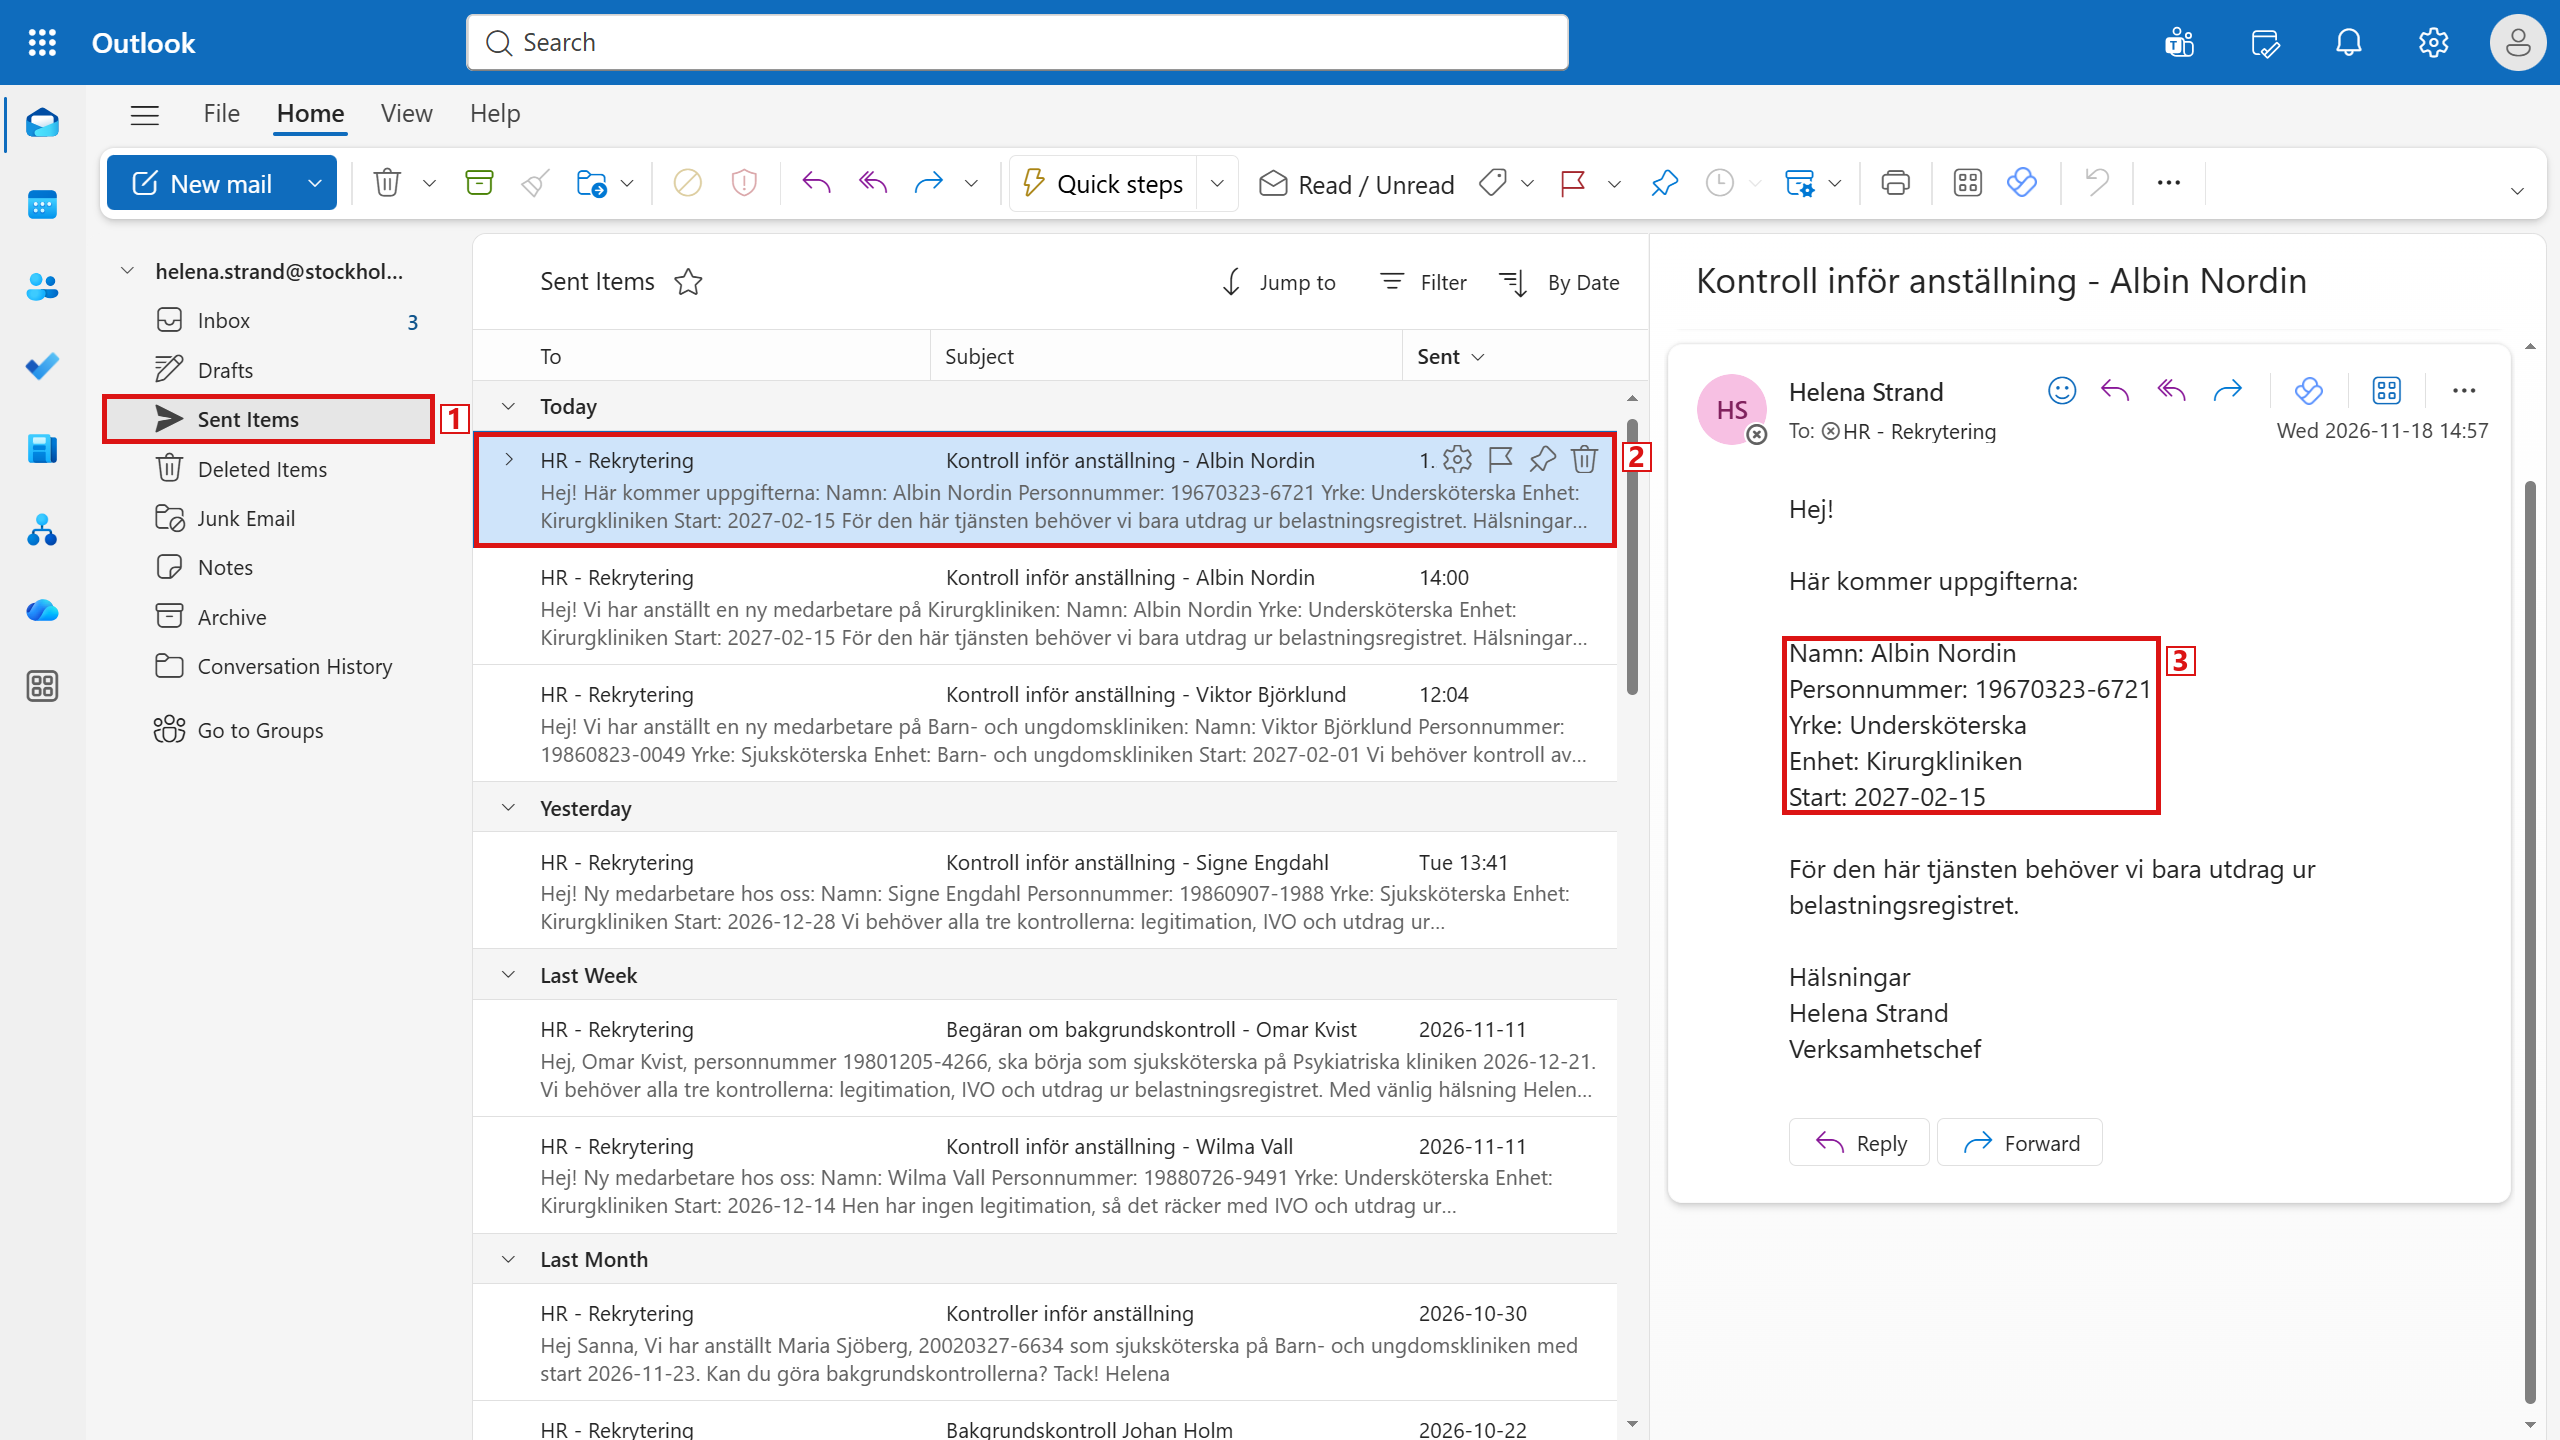 Outlook
Search
File Home View Help
New mail
Quick steps
Read / Unread
helena.strand@stockhol...
Inbox 3
Drafts
Sent Items
1
Deleted Items
Junk Email
Notes
Archive
Conversation History
Go to Groups
Sent Items
Jump to
Filter
By Date
To Subject Sent
Today
HR - Rekrytering Kontroll inför anställning - Albin Nordin 1.
Hej! Här kommer uppgifterna: Namn: Albin Nordin Personnummer: 19670323-6721 Yrke: Undersköterska Enhet:
Kirurgkliniken Start: 2027-02-15 För den här tjänsten behöver vi bara utdrag ur belastningsregistret. Hälsningar...
2
HR - Rekrytering Kontroll inför anställning - Albin Nordin 14:00
Hej! Vi har anställt en ny medarbetare på Kirurgkliniken: Namn: Albin Nordin Yrke: Undersköterska Enhet:
Kirurgkliniken Start: 2027-02-15 För den här tjänsten behöver vi bara utdrag ur belastningsregistret. Hälsningar...
HR - Rekrytering Kontroll inför anställning - Viktor Björklund 12:04
Hej! Vi har anställt en ny medarbetare på Barn- och ungdomskliniken: Namn: Viktor Björklund Personnummer:
19860823-0049 Yrke: Sjuksköterska Enhet: Barn- och ungdomskliniken Start: 2027-02-01 Vi behöver kontroll av...
Yesterday
HR - Rekrytering Kontroll inför anställning - Signe Engdahl Tue 13:41
Hej! Ny medarbetare hos oss: Namn: Signe Engdahl Personnummer: 19860907-1988 Yrke: Sjuksköterska Enhet:
Kirurgkliniken Start: 2026-12-28 Vi behöver alla tre kontrollerna: legitimation, IVO och utdrag ur...
Last Week
HR - Rekrytering Begäran om bakgrundskontroll - Omar Kvist 2026-11-11
Hej, Omar Kvist, personnummer 19801205-4266, ska börja som sjuksköterska på Psykiatriska kliniken 2026-12-21.
Vi behöver alla tre kontrollerna: legitimation, IVO och utdrag ur belastningsregistret. Med vänlig hälsning Helen...
HR - Rekrytering Kontroll inför anställning - Wilma Vall 2026-11-11
Hej! Ny medarbetare hos oss: Namn: Wilma Vall Personnummer: 19880726-9491 Yrke: Undersköterska Enhet:
Kirurgkliniken Start: 2026-12-14 Hen har ingen legitimation, så det räcker med IVO och utdrag ur...
Last Month
HR - Rekrytering Kontroller inför anställning 2026-10-30
Hej Sanna, Vi har anställt Maria Sjöberg, 20020327-6634 som sjuksköterska på Barn- och ungdomskliniken med
start 2026-11-23. Kan du göra bakgrundskontrollerna? Tack! Helena
HR - Rekrytering Bakgrundskontroll Johan Holm 2026-10-22
Kontroll inför anställning - Albin Nordin
HS
Helena Strand
To: HR - Rekrytering
Wed 2026-11-18 14:57
Hej!
Här kommer uppgifterna:
Namn: Albin Nordin
Personnummer: 19670323-6721
Yrke: Undersköterska
Enhet: Kirurgkliniken
Start: 2027-02-15
3
För den här tjänsten behöver vi bara utdrag ur
belastningsregistret.
Hälsningar
Helena Strand
Verksamhetschef
Reply
Forward